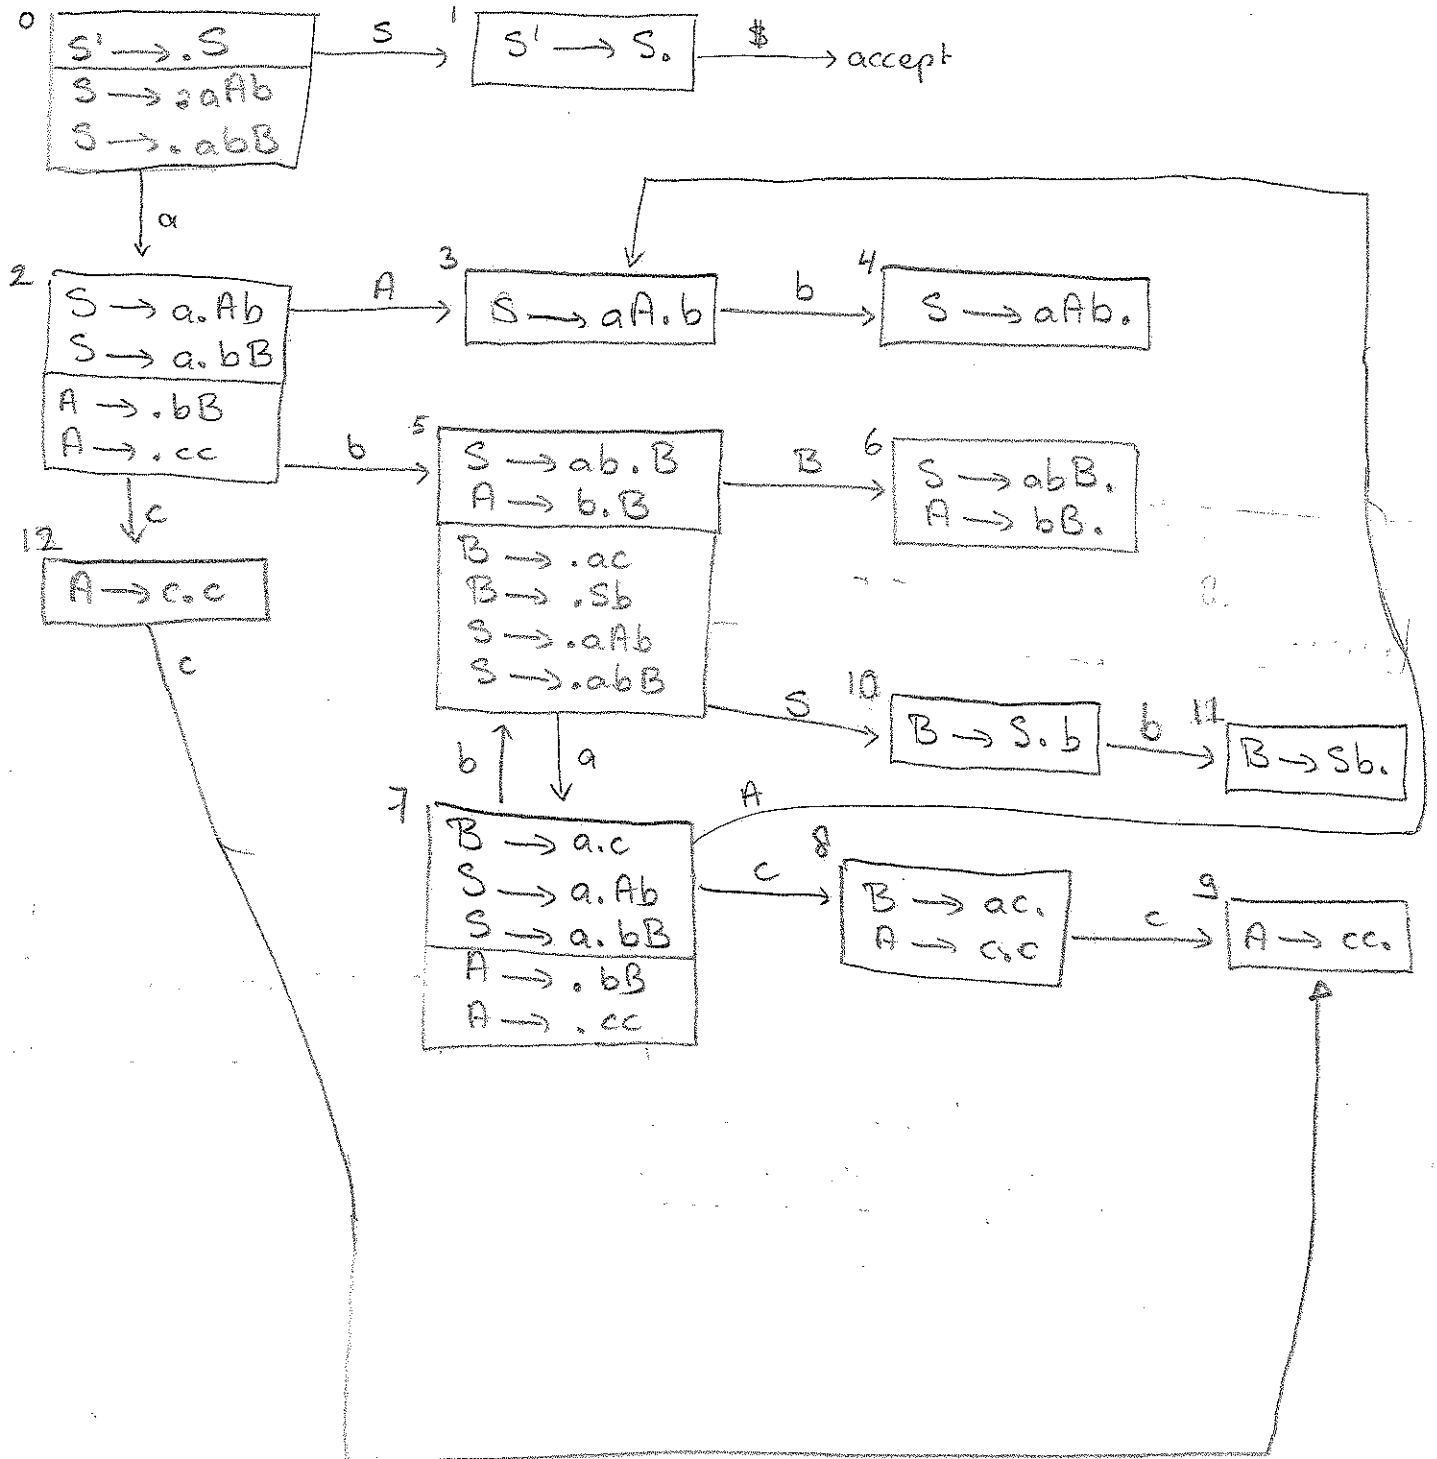 0
S' → .S
S → .aAb
S → .abB
S
1
S' → S.
$
accept
a
2
S → a.Ab
S → a.bB
A → .bB
A → .cc
A
3
S → aA.b
b
4
S → aAb.
b
5
S → ab.B
A → b.B
B → .ac
B → .Sb
S → .aAb
S → .abB
B
6
S → abB.
A → bB.
c
12
A → c.c
c
S
10
B → S.b
b
11
B → Sb.
b
a
7
B → a.c
S → a.Ab
S → a.bB
A → .bB
A → .cc
A
c
8
B → ac.
A → c.c
c
9
A → cc.